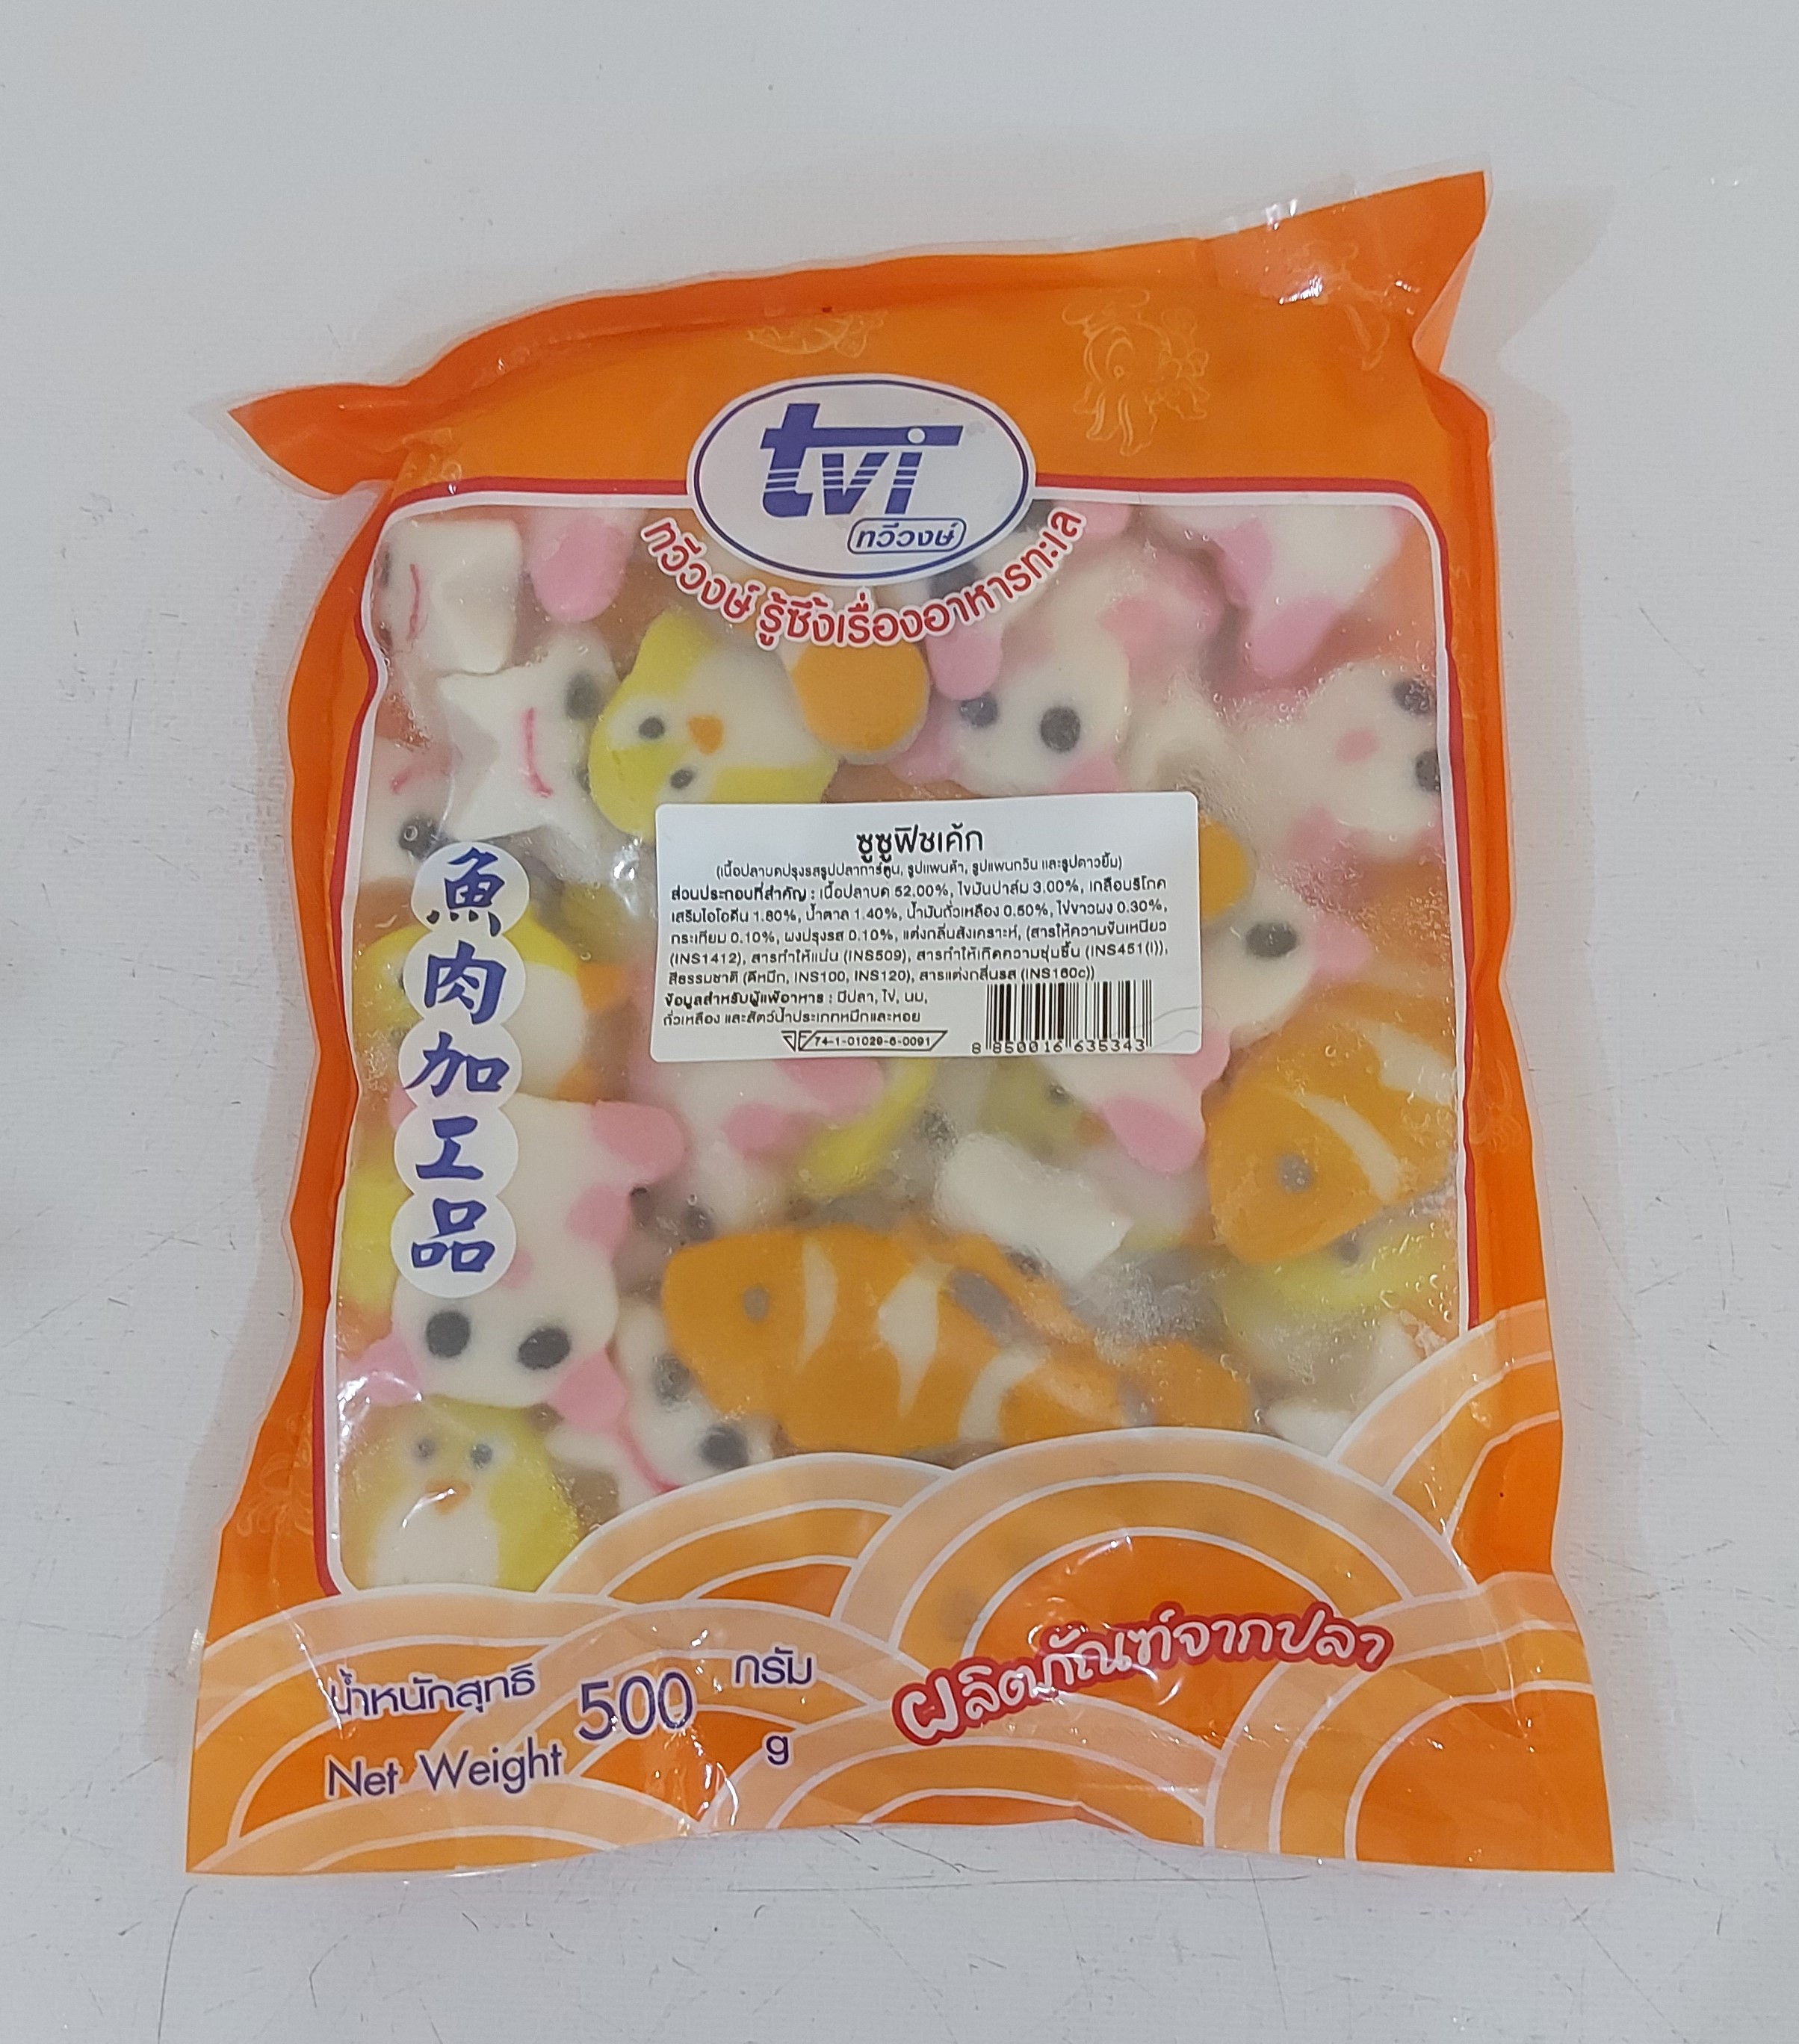 tvi
ทวีวงษ์
ทวีวงษ์ รู้ซึ้งเรื่องอาหารทะเล
ซูซูฟิชเค้ก
(เนื้อปลาบดปรุงรสรูปปลาการ์ตูน, รูปแพนด้า, รูปแพนกวิน และรูปดาวยิ้ม)
ส่วนประกอบที่สำคัญ : เนื้อปลาบด 52.00%, ไขมันปาล์ม 3.00%, เกลือบริโภค
เสริมไอโอดีน 1.80%, น้ำตาล 1.40%, น้ำมันถั่วเหลือง 0.50%, ไข่ขาวผง 0.30%,
กระเทียม 0.10%, ผงปรุงรส 0.10%, แต่งกลิ่นสังเคราะห์, (สารให้ความข้นเหนียว
(INS1412), สารทำให้แน่น (INS509), สารทำให้เกิดความชุ่มชื้น (INS451(i)),
สีธรรมชาติ (ดีหมึก, INS100, INS120), สารแต่งกลิ่นรส (INS160c))
ข้อมูลสำหรับผู้แพ้อาหาร : มีปลา, ไข่, นม,
ถั่วเหลือง และสัตว์น้ำประเภทหมึกและหอย
74-1-01029-6-0091
8 850016 635343
魚
肉
加
工
品
น้ำหนักสุทธิ 500 กรัม
Net Weight g
ผลิตภัณฑ์จากปลา